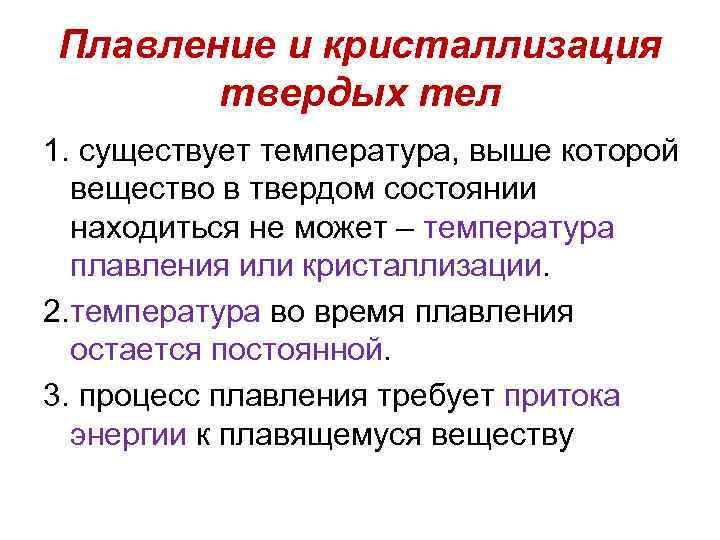 Плавление и кристаллизация
твердых тел
1. существует температура, выше которой
вещество в твердом состоянии
находиться не может – температура
плавления или кристаллизации.
2.температура во время плавления
остается постоянной.
3. процесс плавления требует притока
энергии к плавящемуся веществу